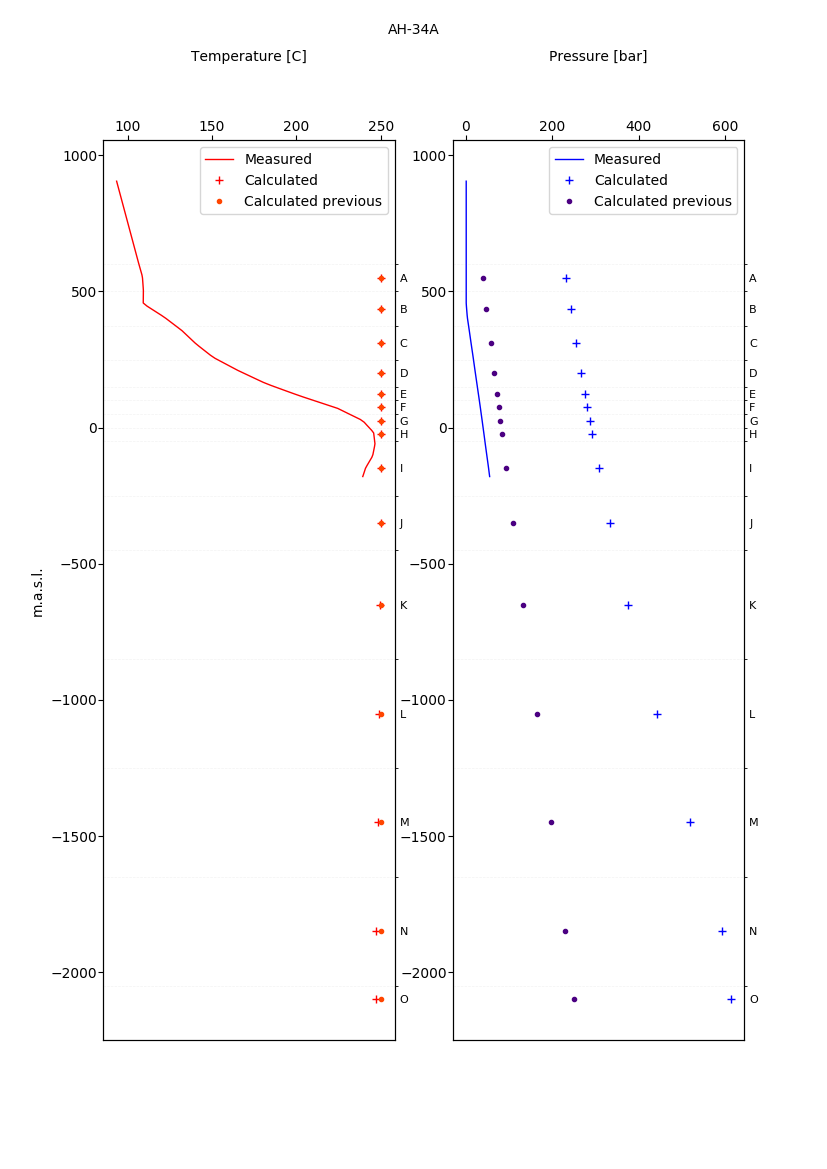 AH-34A
Temperature [C] Pressure [bar]
100 150 200 250 0 200 400 600
1000 1000
Measured Measured
Calculated Calculated
Calculated previous Calculated previous
A A
500 500
B B
C C
D D
E E
F F
G G
0 0
H H
I I
J J
−500 −500
m.a.s.l.
K K
−1000 −1000
L L
M M
−1500 −1500
N N
−2000 −2000
O O